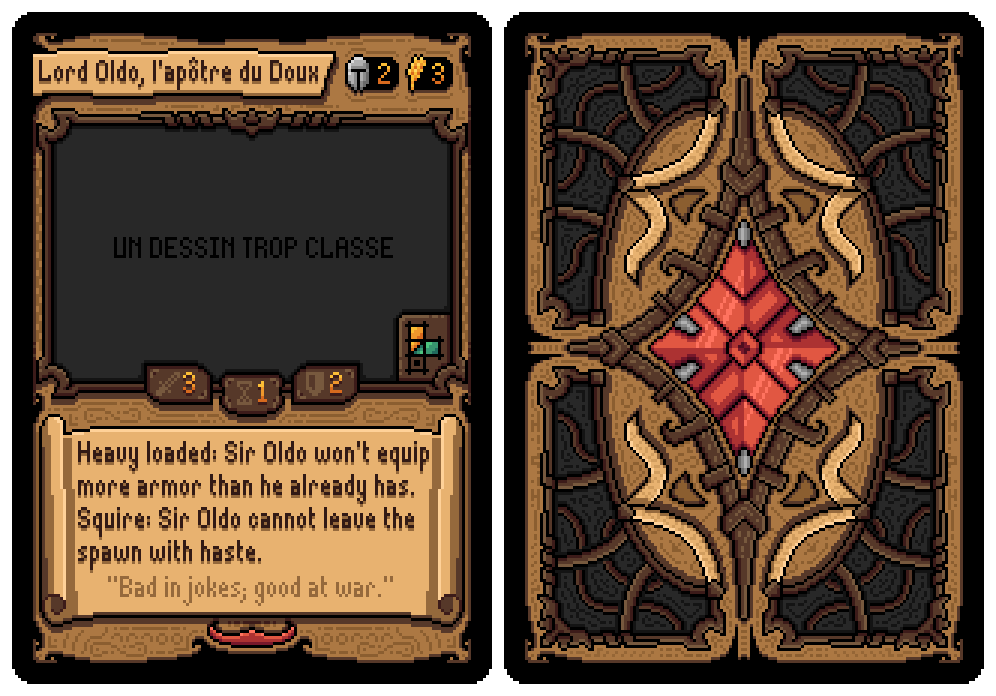 Lord Oldo, l'apôtre du Doux
2
3
UN DESSIN TROP CLASSE
3
1
2
Heavy loaded: Sir Oldo won't equip
more armor than he already has.
Squire: Sir Oldo cannot leave the
spawn with haste.
"Bad in jokes; good at war."